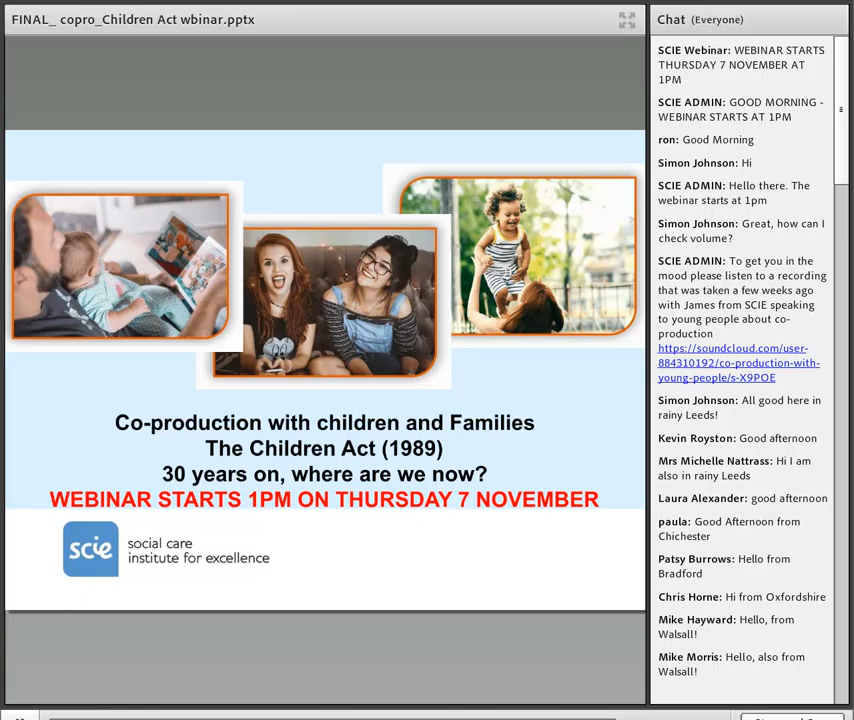 FINAL_ copro_Children Act wbinar.pptx
Co-production with children and Families
The Children Act (1989)
30 years on, where are we now?
WEBINAR STARTS 1PM ON THURSDAY 7 NOVEMBER
scie
social care
institute for excellence
Chat (Everyone)
SCIE Webinar: WEBINAR STARTS
THURSDAY 7 NOVEMBER AT
1PM
SCIE ADMIN: GOOD MORNING -
WEBINAR STARTS AT 1PM
ron: Good Morning
Simon Johnson: Hi
SCIE ADMIN: Hello there. The
webinar starts at 1pm
Simon Johnson: Great, how can I
check volume?
SCIE ADMIN: To get you in the
mood please listen to a recording
that was taken a few weeks ago
with James from SCIE speaking
to young people about co-
production
https://soundcloud.com/user-
884310192/co-production-with-
young-people/s-X9POE
Simon Johnson: All good here in
rainy Leeds!
Kevin Royston: Good afternoon
Mrs Michelle Nattrass: Hi I am
also in rainy Leeds
Laura Alexander: good afternoon
paula: Good Afternoon from
Chichester
Patsy Burrows: Hello from
Bradford
Chris Horne: Hi from Oxfordshire
Mike Hayward: Hello, from
Walsall!
Mike Morris: Hello, also from
Walsall!